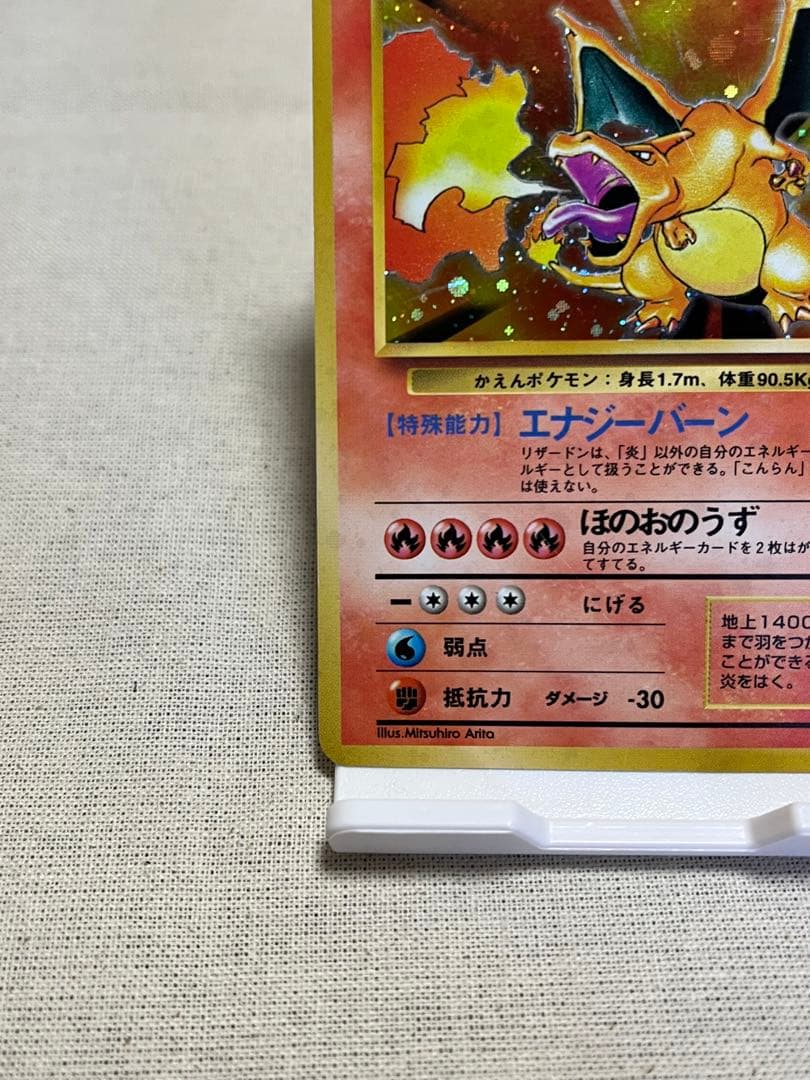 かえんポケモン：身長1.7m、体重90.5Kg
【特殊能力】 エナジーバーン
リザードンは、「炎」以外の自分のエネルギー
ルギーとして扱うことができる。「こんらん」
は使えない。
ほのおのうず
自分のエネルギーカードを2枚はが
てすてる。
ー にげる
弱点
抵抗力 ダメージ -30
地上1400
まで羽をつか
ことができる
炎をはく。
Illus.Mitsuhiro Arita